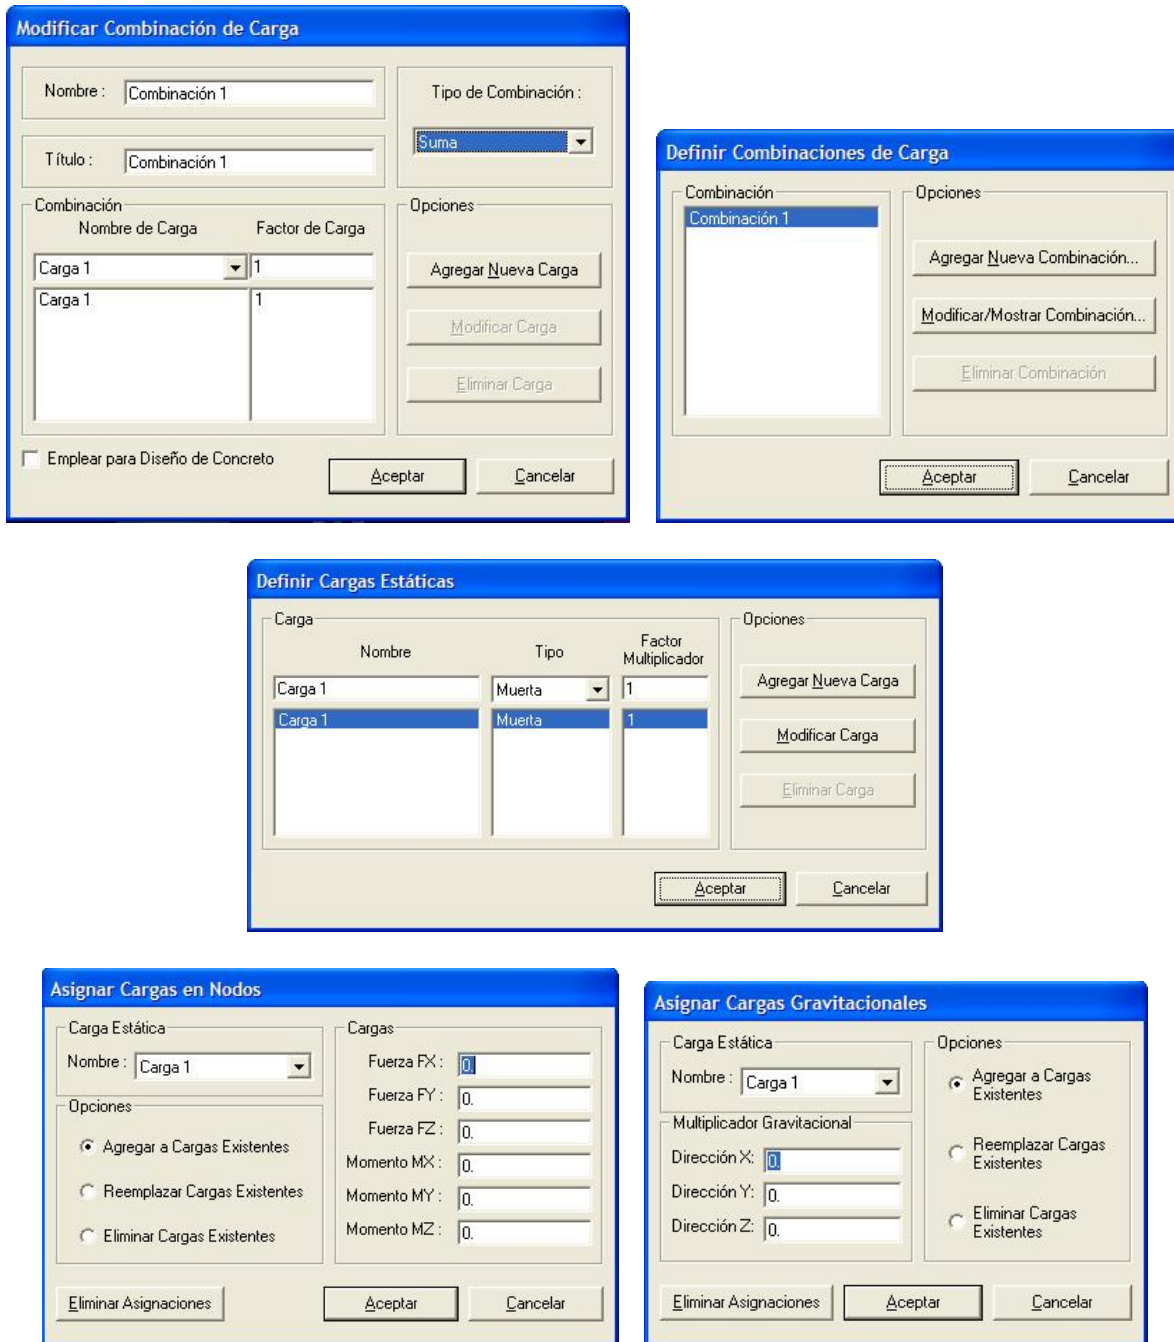 Modificar Combinación de Carga
Nombre : Combinación 1
Tipo de Combinación :
Suma
Título : Combinación 1
Combinación
Nombre de Carga Factor de Carga
Carga 1 1
Carga 1 1
Opciones
Agregar Nueva Carga
Modificar Carga
Eliminar Carga
Emplear para Diseño de Concreto
Aceptar Cancelar
Definir Combinaciones de Carga
Combinación
Combinación 1
Opciones
Agregar Nueva Combinación...
Modificar/Mostrar Combinación...
Eliminar Combinación
Aceptar Cancelar
Definir Cargas Estáticas
Carga
Nombre Tipo Factor
Multiplicador
Carga 1 Muerta 1
Carga 1 Muerta 1
Opciones
Agregar Nueva Carga
Modificar Carga
Eliminar Carga
Aceptar Cancelar
Asignar Cargas en Nodos
Carga Estática
Nombre : Carga 1
Opciones
Agregar a Cargas Existentes
Reemplazar Cargas Existentes
Eliminar Cargas Existentes
Cargas
Fuerza FX : 0.
Fuerza FY : 0.
Fuerza FZ : 0.
Momento MX : 0.
Momento MY : 0.
Momento MZ : 0.
Eliminar Asignaciones Aceptar Cancelar
Asignar Cargas Gravitacionales
Carga Estática
Nombre : Carga 1
Multiplicador Gravitacional
Dirección X: 0.
Dirección Y: 0.
Dirección Z: 0.
Opciones
Agregar a Cargas
Existentes
Reemplazar Cargas
Existentes
Eliminar Cargas
Existentes
Eliminar Asignaciones Aceptar Cancelar